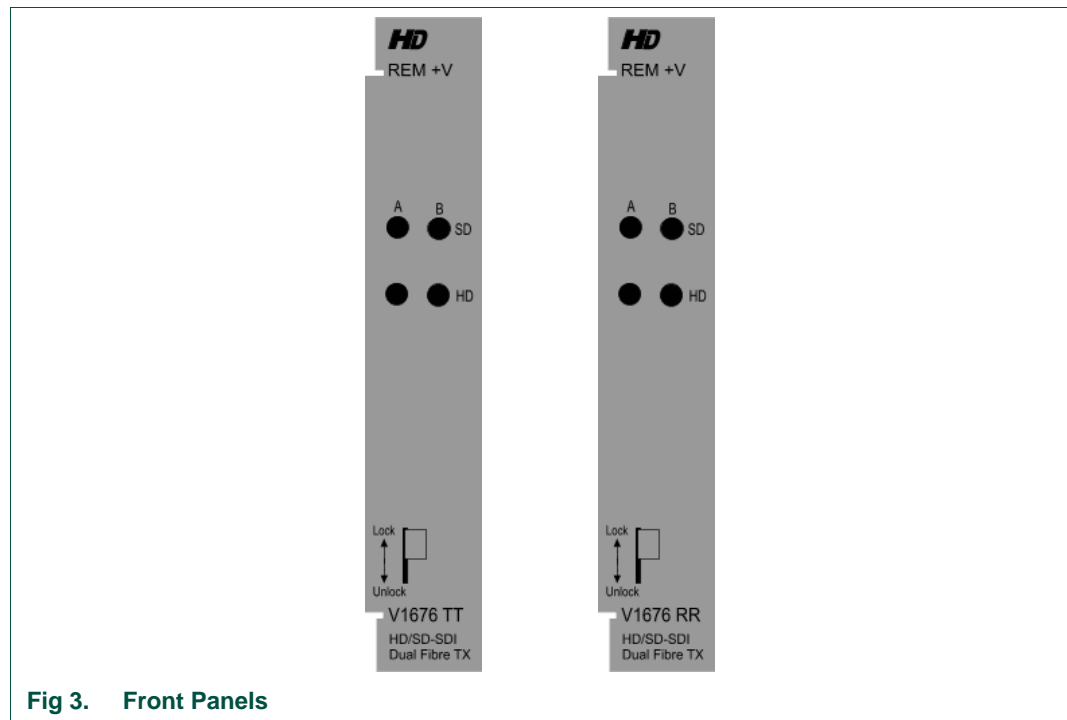 HD
REM +V
A B
SD
HD
Lock
Unlock
V1676 TT
HD/SD-SDI
Dual Fibre TX
HD
REM +V
A B
SD
HD
Lock
Unlock
V1676 RR
HD/SD-SDI
Dual Fibre TX
Fig 3. Front Panels